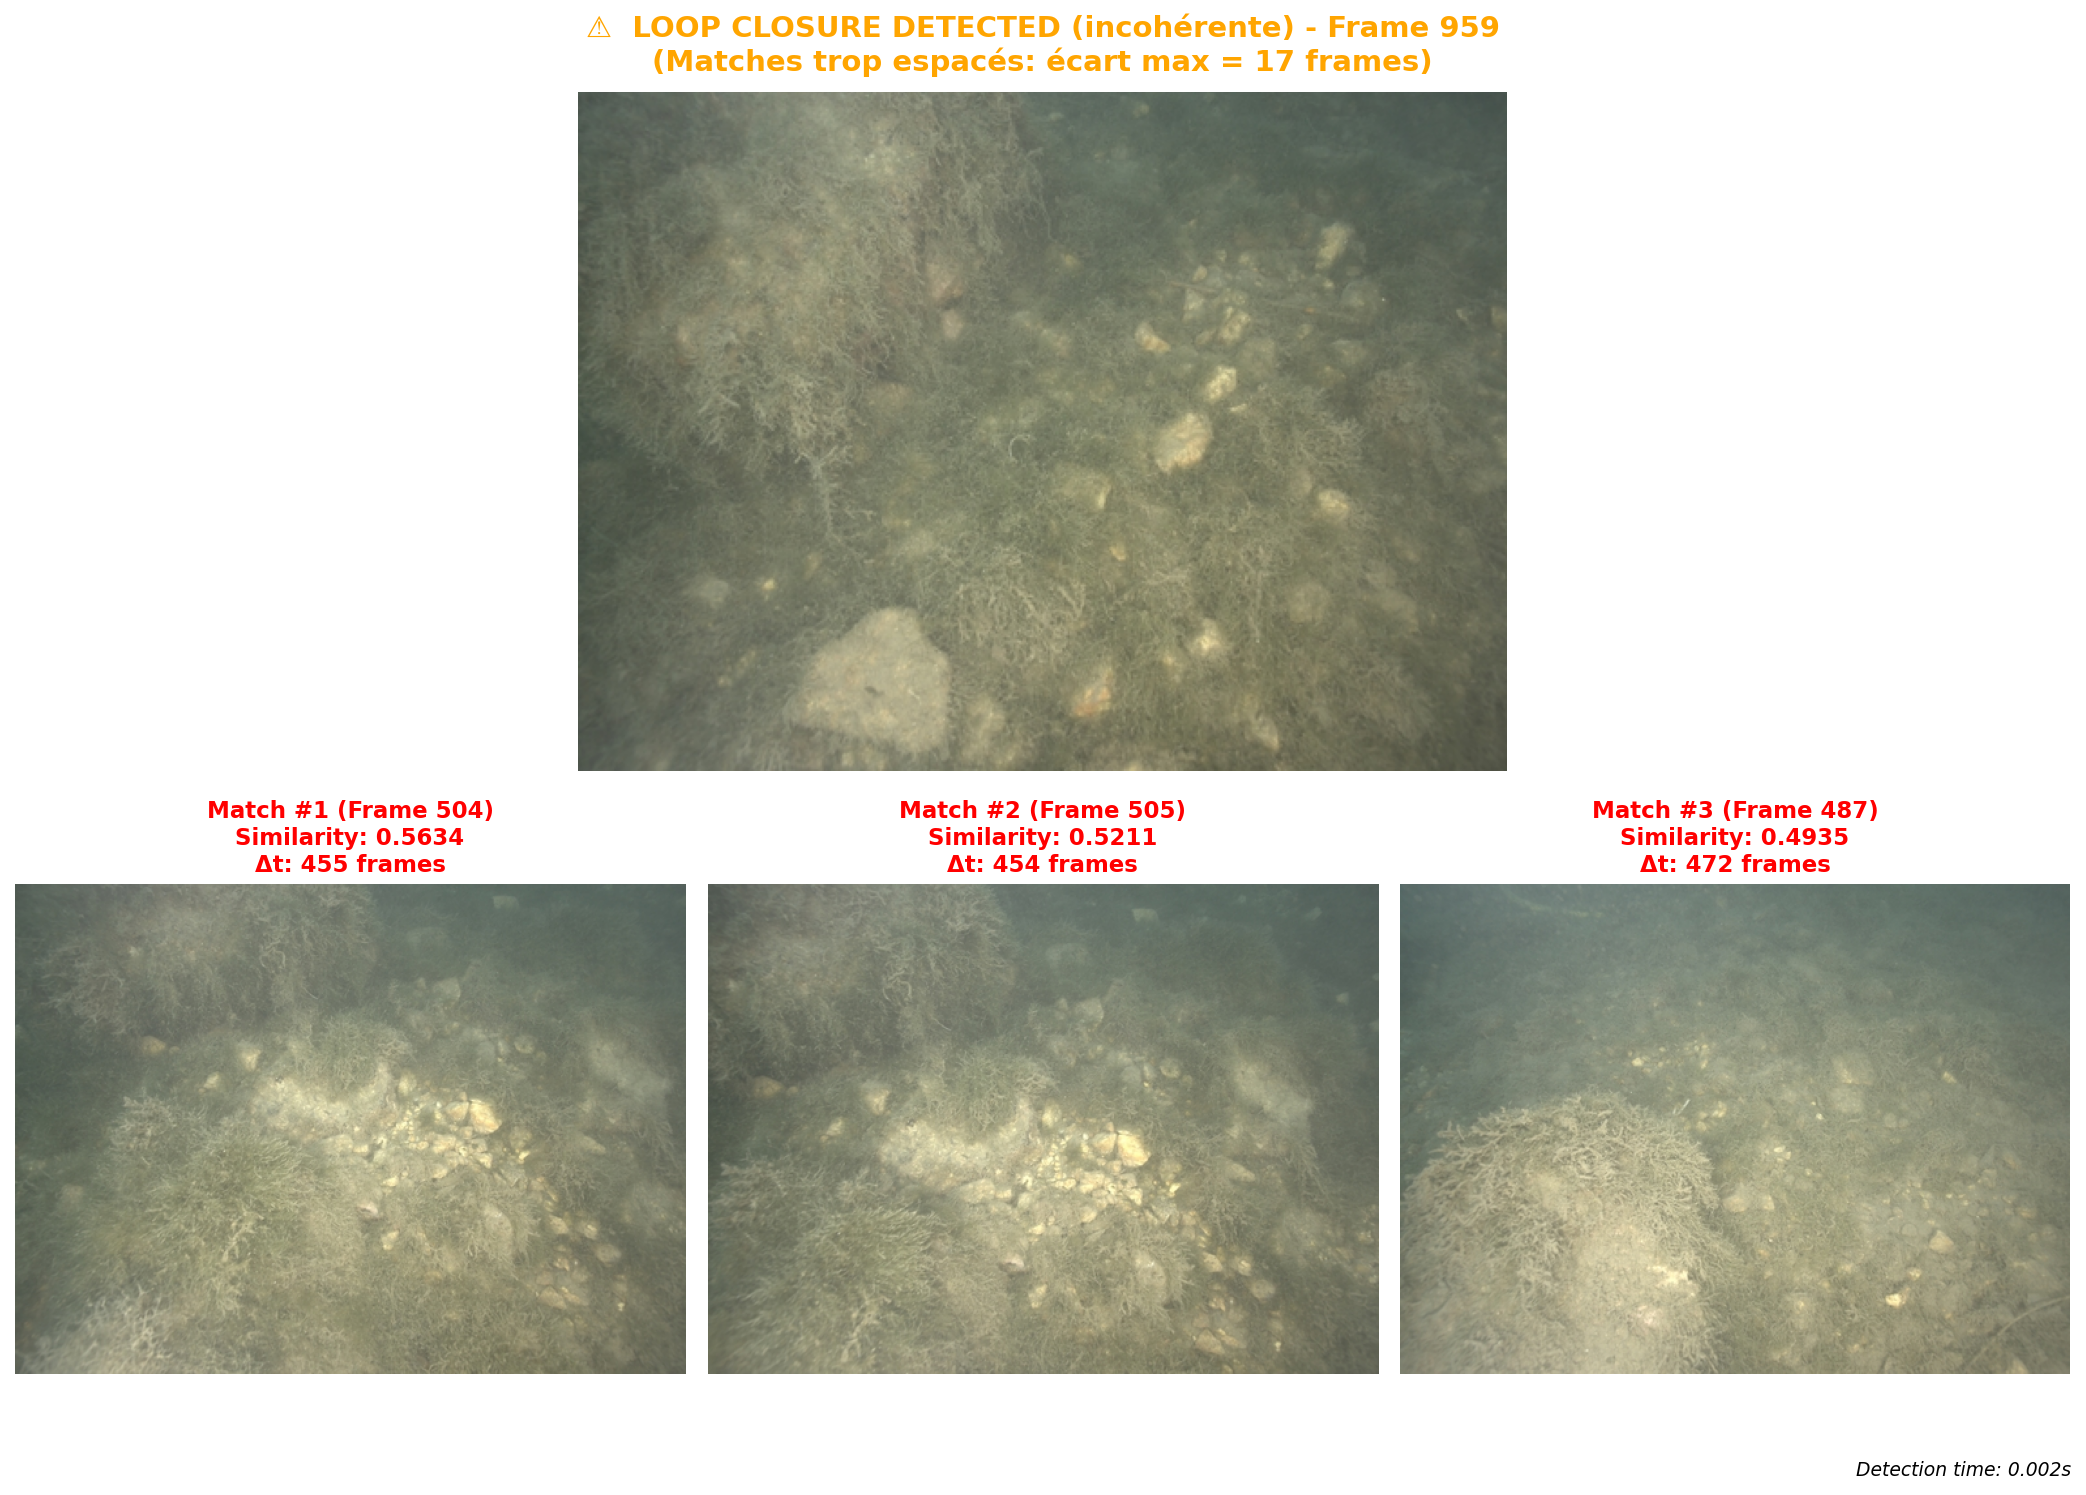 ⚠ LOOP CLOSURE DETECTED (incohérente) - Frame 959
(Matches trop espacés: écart max = 17 frames)
Match #1 (Frame 504)
Similarity: 0.5634
Δt: 455 frames
Match #2 (Frame 505)
Similarity: 0.5211
Δt: 454 frames
Match #3 (Frame 487)
Similarity: 0.4935
Δt: 472 frames
Detection time: 0.002s